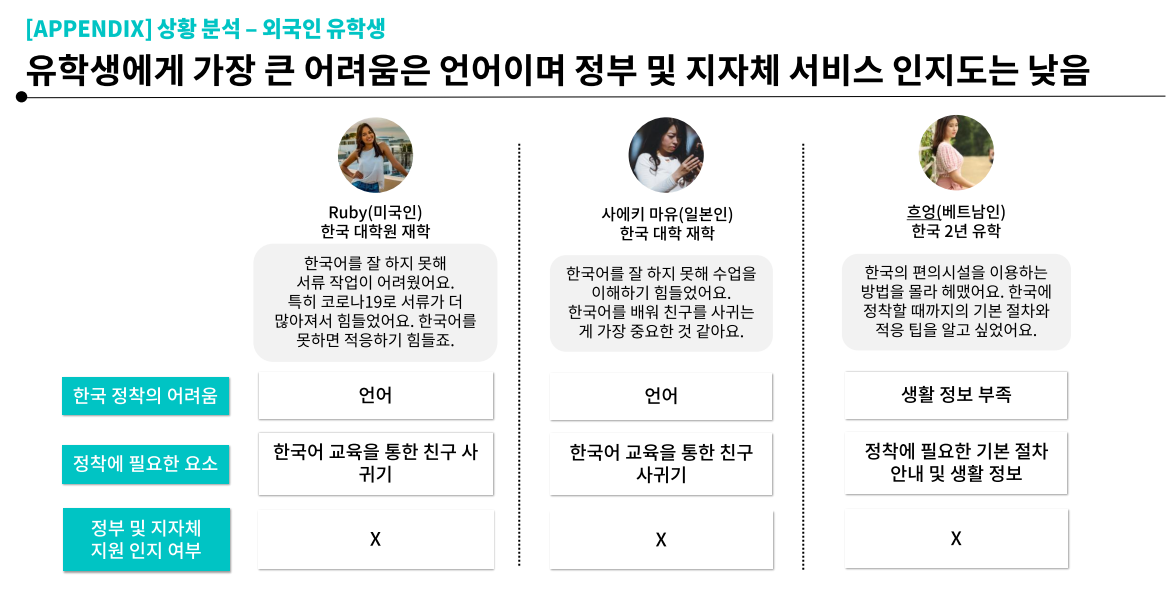 [APPENDIX] 상황 분석 – 외국인 유학생
유학생에게 가장 큰 어려움은 언어이며 정부 및 지자체 서비스 인지도는 낮음
Ruby(미국인)
한국 대학원 재학
한국어를 잘 하지 못해
서류 작업이 어려웠어요.
특히 코로나19로 서류가 더
많아져서 힘들었어요. 한국어를
못하면 적응하기 힘들죠.
사에키 마유(일본인)
한국 대학 재학
한국어를 잘 하지 못해 수업을
이해하기 힘들었어요.
한국어를 배워 친구를 사귀는
게 가장 중요한 것 같아요.
흐엉(베트남인)
한국 2년 유학
한국의 편의시설을 이용하는
방법을 몰라 헤맸어요. 한국에
정착할 때까지의 기본 절차와
적응 팁을 알고 싶었어요.
한국 정착의 어려움
언어
언어
생활 정보 부족
정착에 필요한 요소
한국어 교육을 통한 친구 사
귀기
한국어 교육을 통한 친구
사귀기
정착에 필요한 기본 절차
안내 및 생활 정보
정부 및 지자체
지원 인지 여부
X
X
X